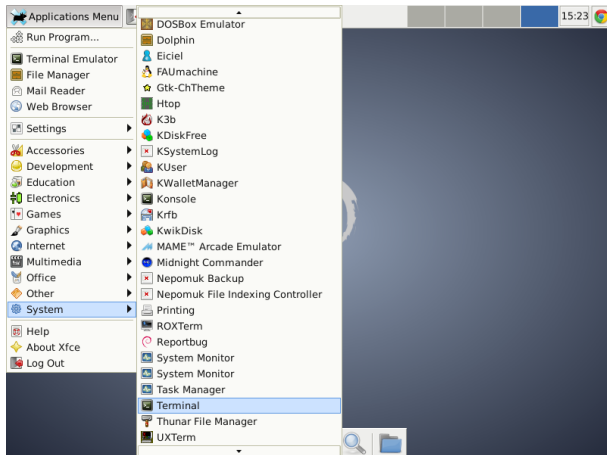 Applications Menu
15:23
Run Program...
Terminal Emulator
File Manager
Mail Reader
Web Browser
Settings
Accessories
Development
Education
Electronics
Games
Graphics
Internet
Multimedia
Office
Other
System
Help
About Xfce
Log Out
DOSBox Emulator
Dolphin
Eiciel
FAUmachine
Gtk-ChTheme
Htop
K3b
KDiskFree
KSystemLog
KUser
KWalletManager
Konsole
Krfb
KwikDisk
MAME™ Arcade Emulator
Midnight Commander
Nepomuk Backup
Nepomuk File Indexing Controller
Printing
ROXTerm
Reportbug
System Monitor
System Monitor
Task Manager
Terminal
Thunar File Manager
UXTerm